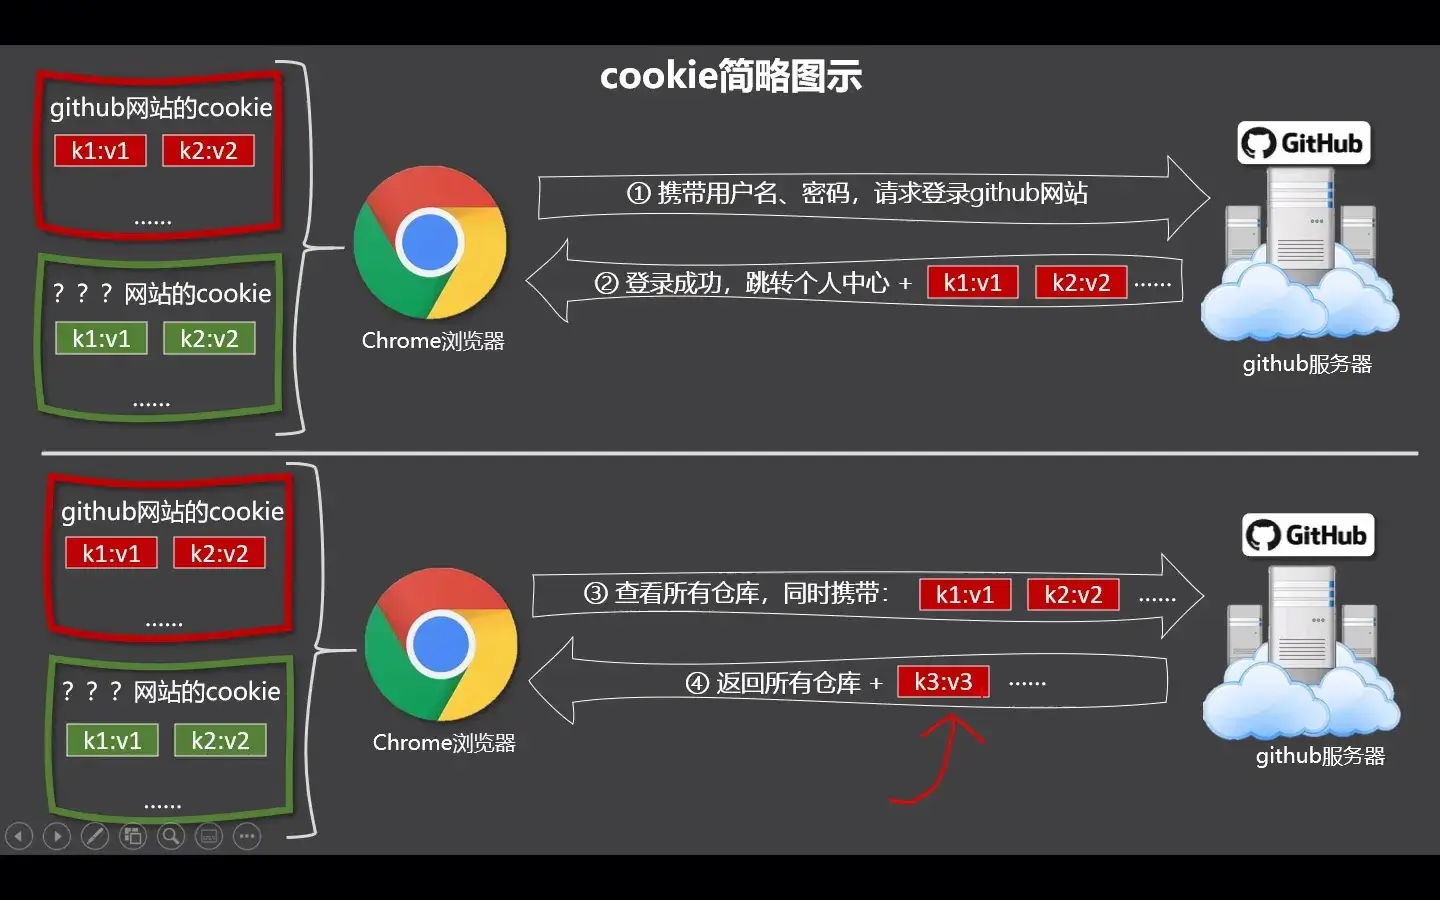 cookie简略图示
github网站的cookie
k1:v1 k2:v2
......
？？？网站的cookie
k1:v1 k2:v2
......
Chrome浏览器
① 携带用户名、密码，请求登录github网站
② 登录成功，跳转个人中心 + k1:v1 k2:v2 ......
GitHub
github服务器
github网站的cookie
k1:v1 k2:v2
......
？？？网站的cookie
k1:v1 k2:v2
......
Chrome浏览器
③ 查看所有仓库，同时携带： k1:v1 k2:v2 ......
④ 返回所有仓库 + k3:v3 ......
GitHub
github服务器